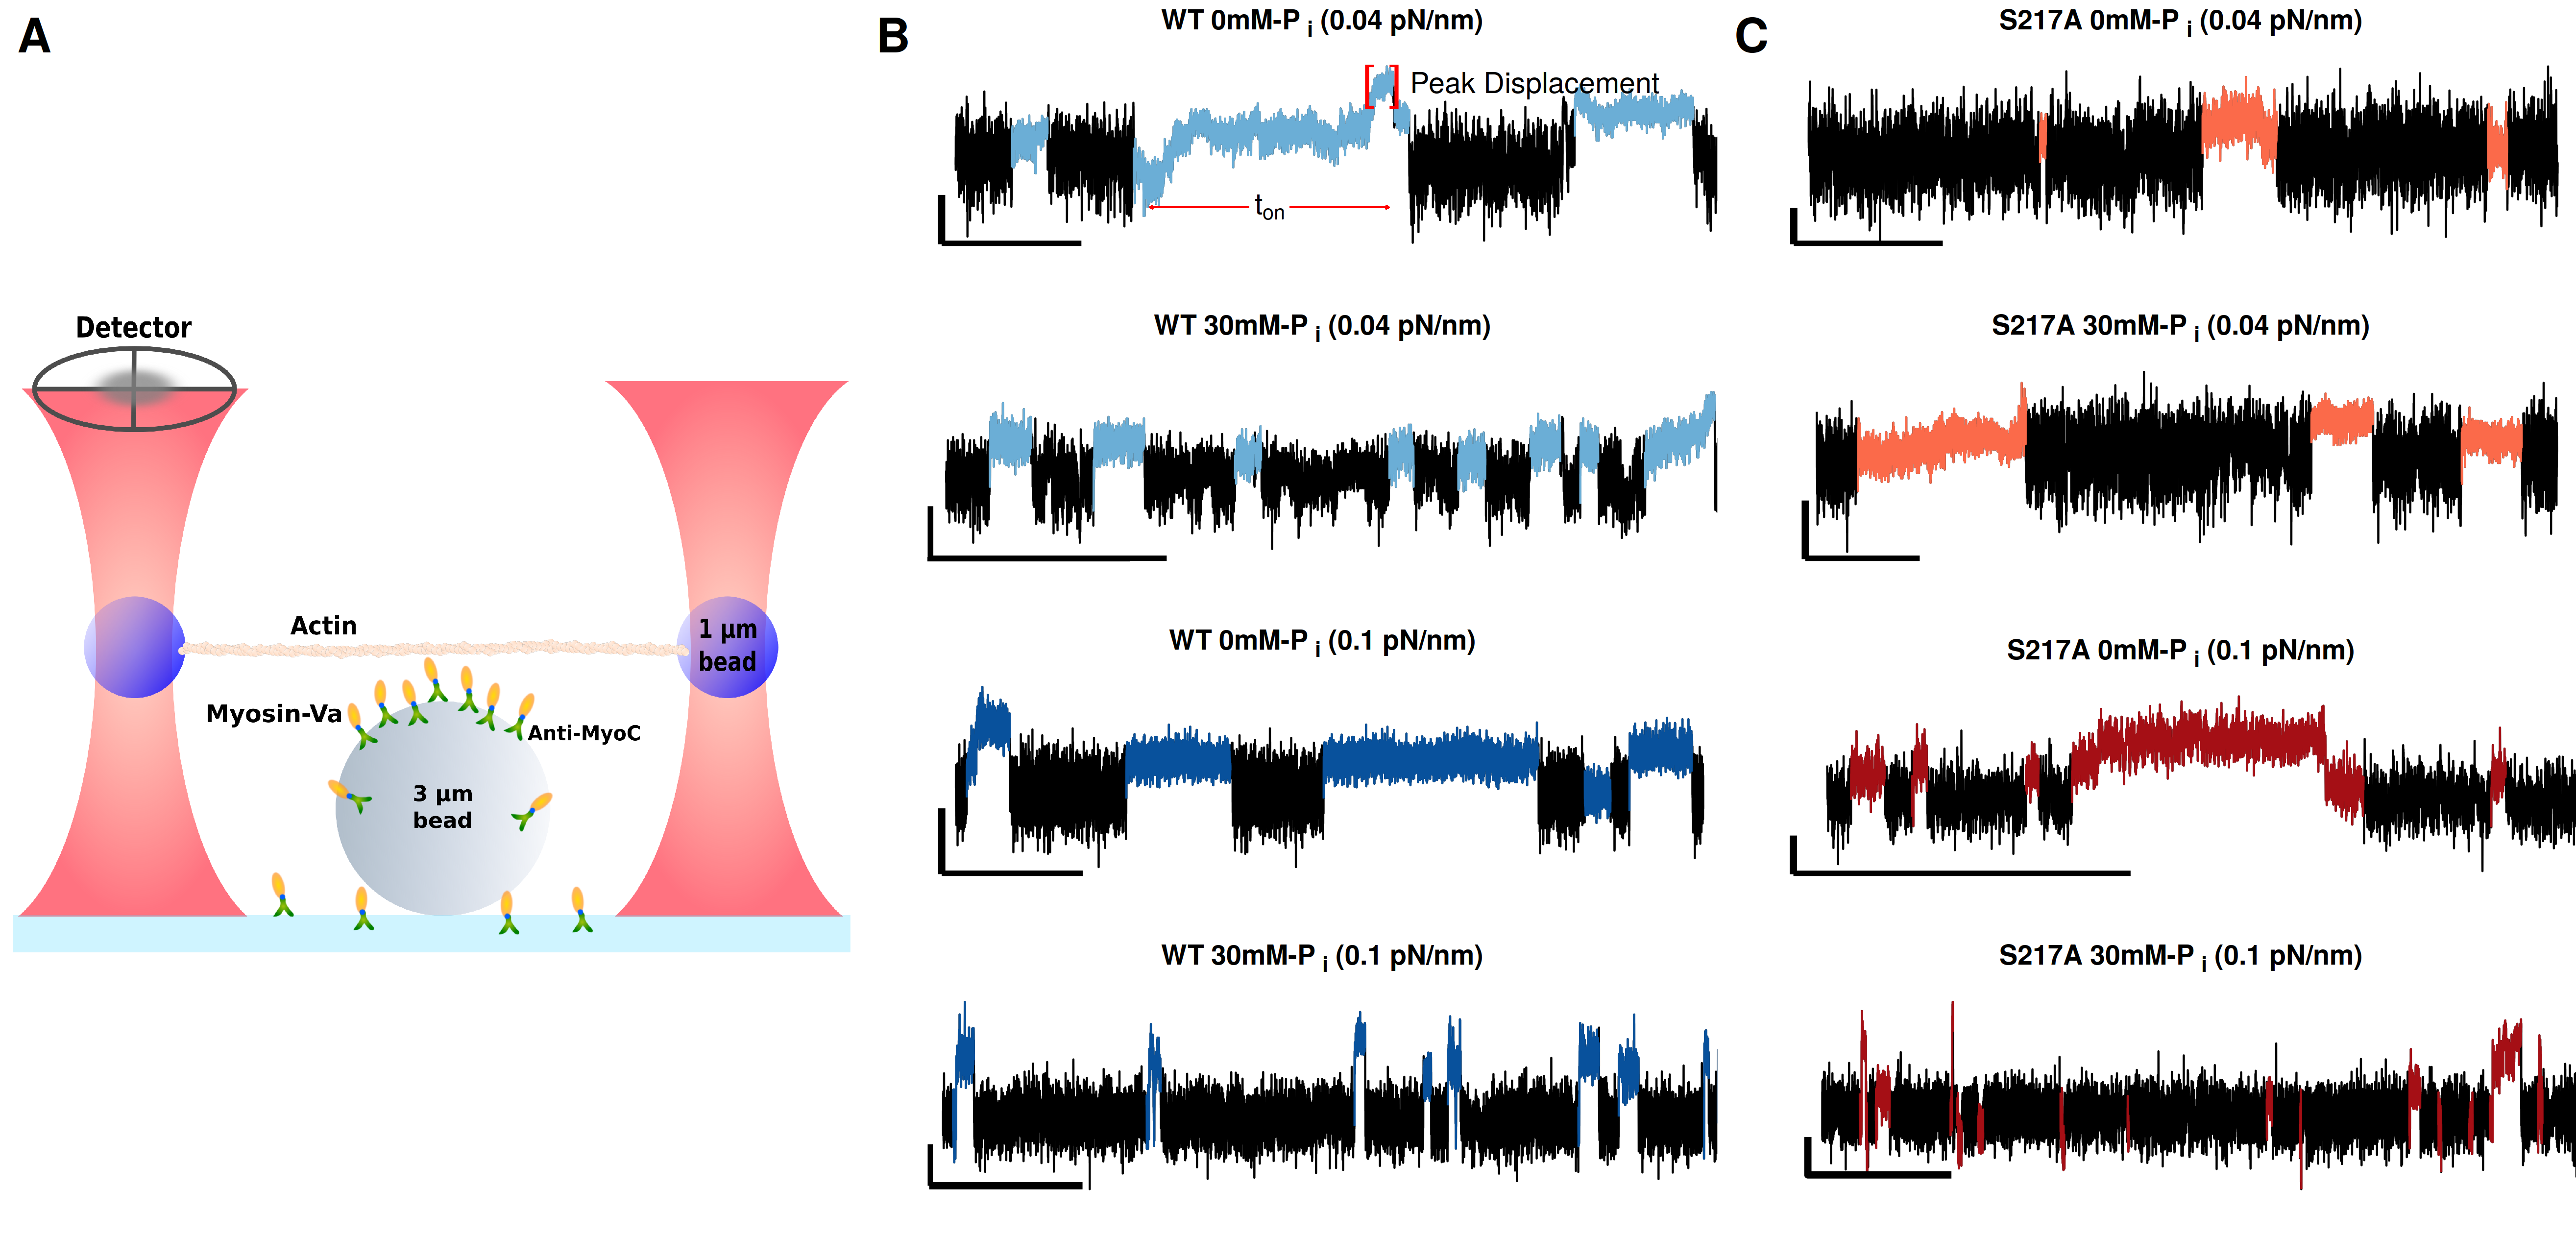 A
Detector
Actin
1 µm
bead
Myosin-Va
Anti-MyoC
3 µm
bead
B
WT 0mM-P i (0.04 pN/nm)
Peak Displacement
ton
WT 30mM-P i (0.04 pN/nm)
WT 0mM-P i (0.1 pN/nm)
WT 30mM-P i (0.1 pN/nm)
C
S217A 0mM-P i (0.04 pN/nm)
S217A 30mM-P i (0.04 pN/nm)
S217A 0mM-P i (0.1 pN/nm)
S217A 30mM-P i (0.1 pN/nm)